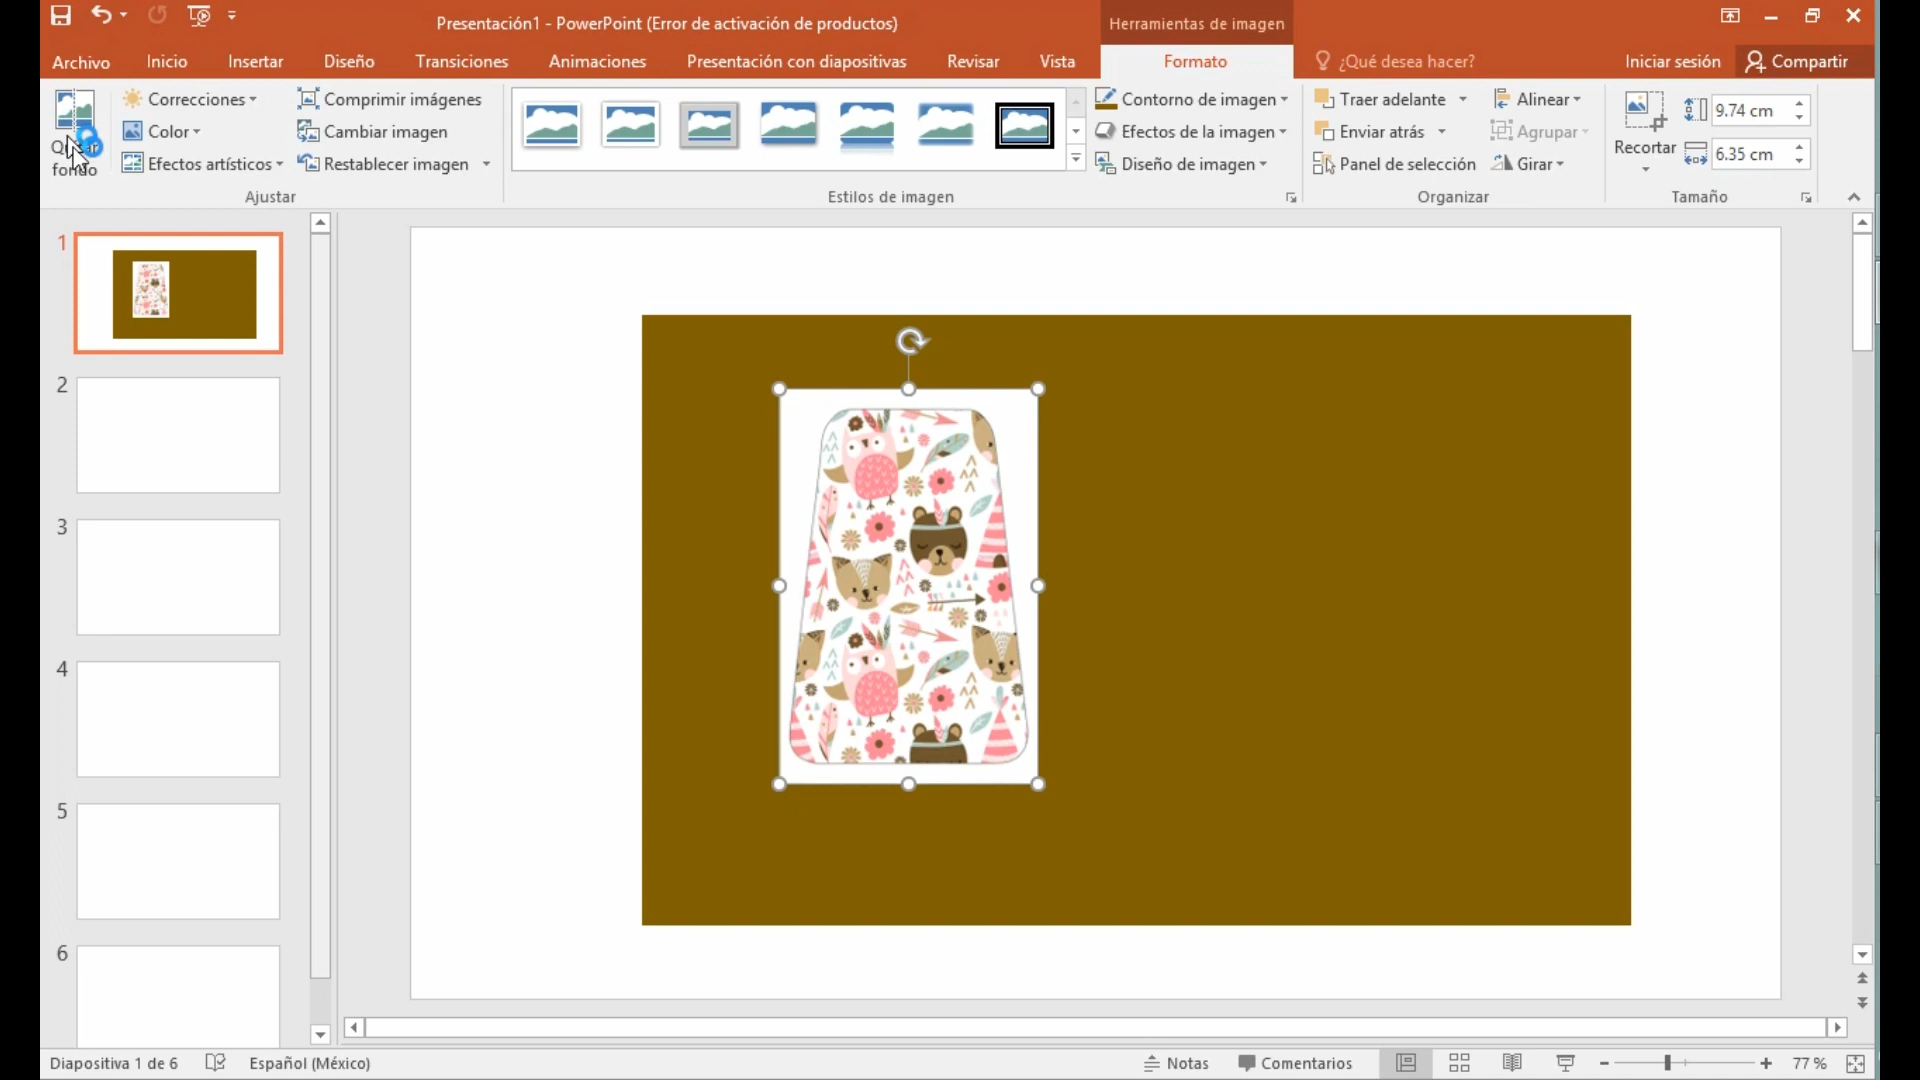 Presentación1 - PowerPoint (Error de activación de productos)
Herramientas de imagen
Archivo
Inicio
Insertar
Diseño
Transiciones
Animaciones
Presentación con diapositivas
Revisar
Vista
Formato
¿Qué desea hacer?
Iniciar sesión
Compartir
fondo
Correcciones
Color
Efectos artísticos
Comprimir imágenes
Cambiar imagen
Restablecer imagen
Ajustar
Estilos de imagen
Contorno de imagen
Efectos de la imagen
Diseño de imagen
Traer adelante
Enviar atrás
Panel de selección
Alinear
Agrupar
Girar
Organizar
Recortar
9.74 cm
6.35 cm
Tamaño
1
2
3
4
5
6
Diapositiva 1 de 6
Español (México)
Notas
Comentarios
77 %